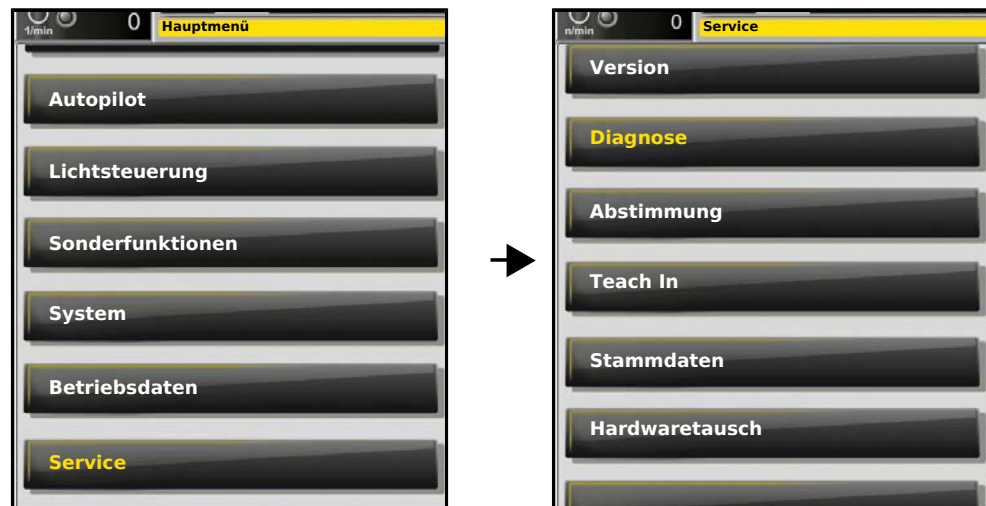 1/min
0
Hauptmenü
Autopilot
Lichtsteuerung
Sonderfunktionen
System
Betriebsdaten
Service
n/min
0
Service
Version
Diagnose
Abstimmung
Teach In
Stammdaten
Hardwaretausch